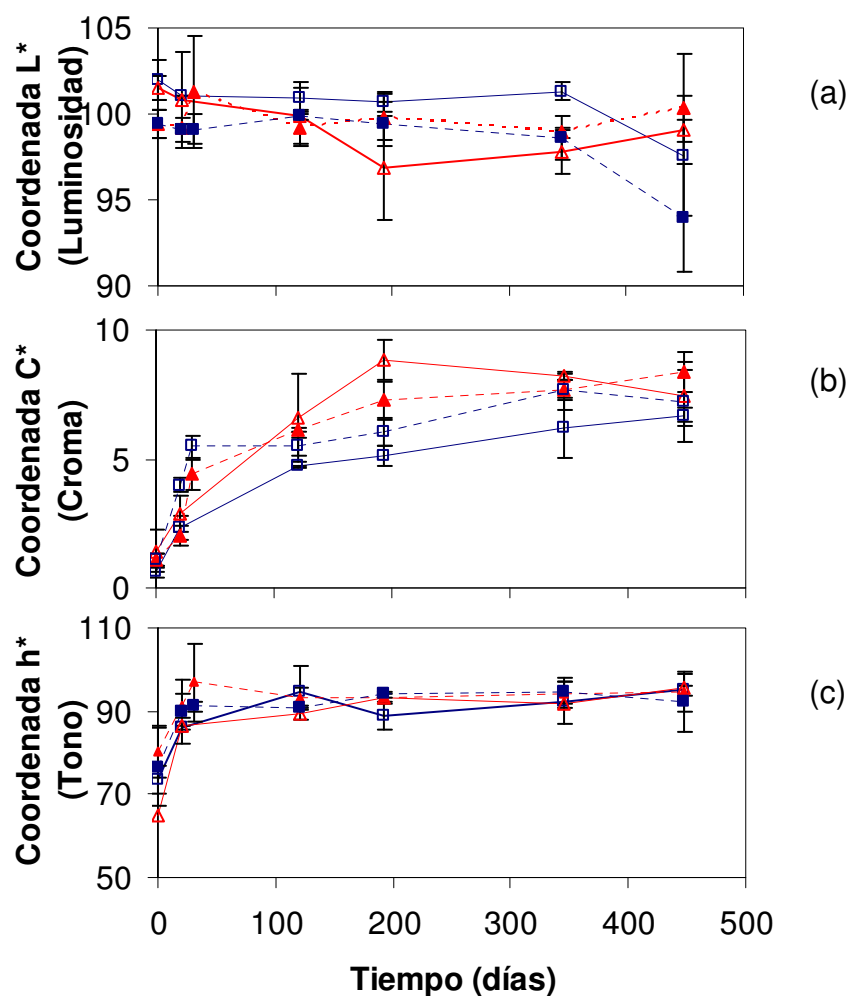 Coordenada L*
(Luminosidad)
105
100
95
90
(a)
Coordenada C*
(Croma)
10
5
0
(b)
Coordenada h*
(Tono)
110
90
70
50
(c)
0 100 200 300 400 500
Tiempo (días)